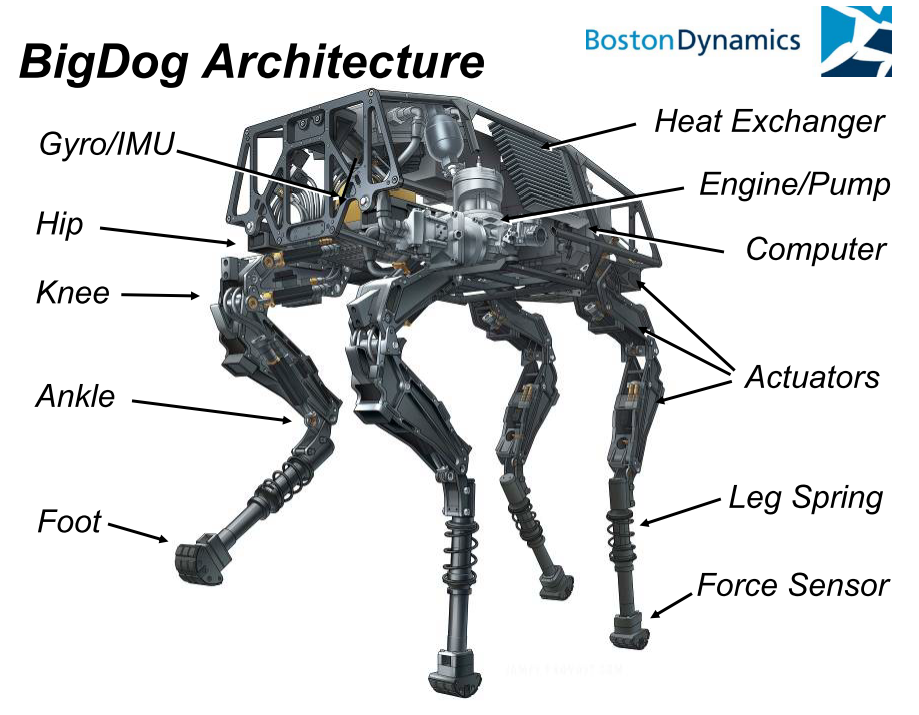 BostonDynamics
BigDog Architecture
Gyro/IMU
Hip
Knee
Ankle
Foot
Heat Exchanger
Engine/Pump
Computer
Actuators
Leg Spring
Force Sensor